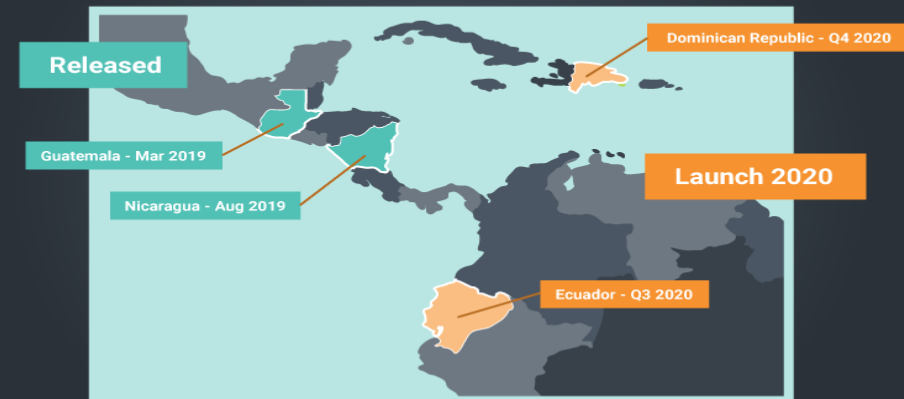 Released
Dominican Republic - Q4 2020
Guatemala - Mar 2019
Launch 2020
Nicaragua - Aug 2019
Ecuador - Q3 2020